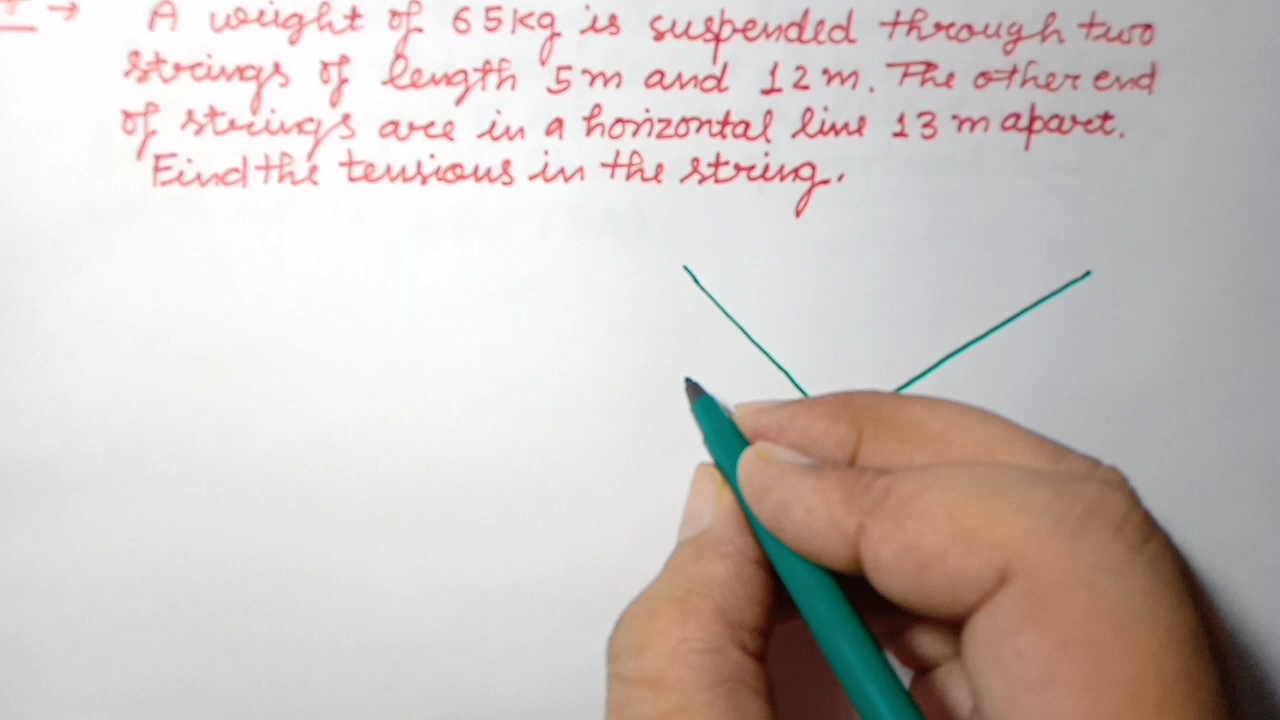 → A weight of 65kg is suspended through two
strings of length 5m and 12m. The other end
of strings are in a horizontal line 13 m apart.
Find the tensions in the string.